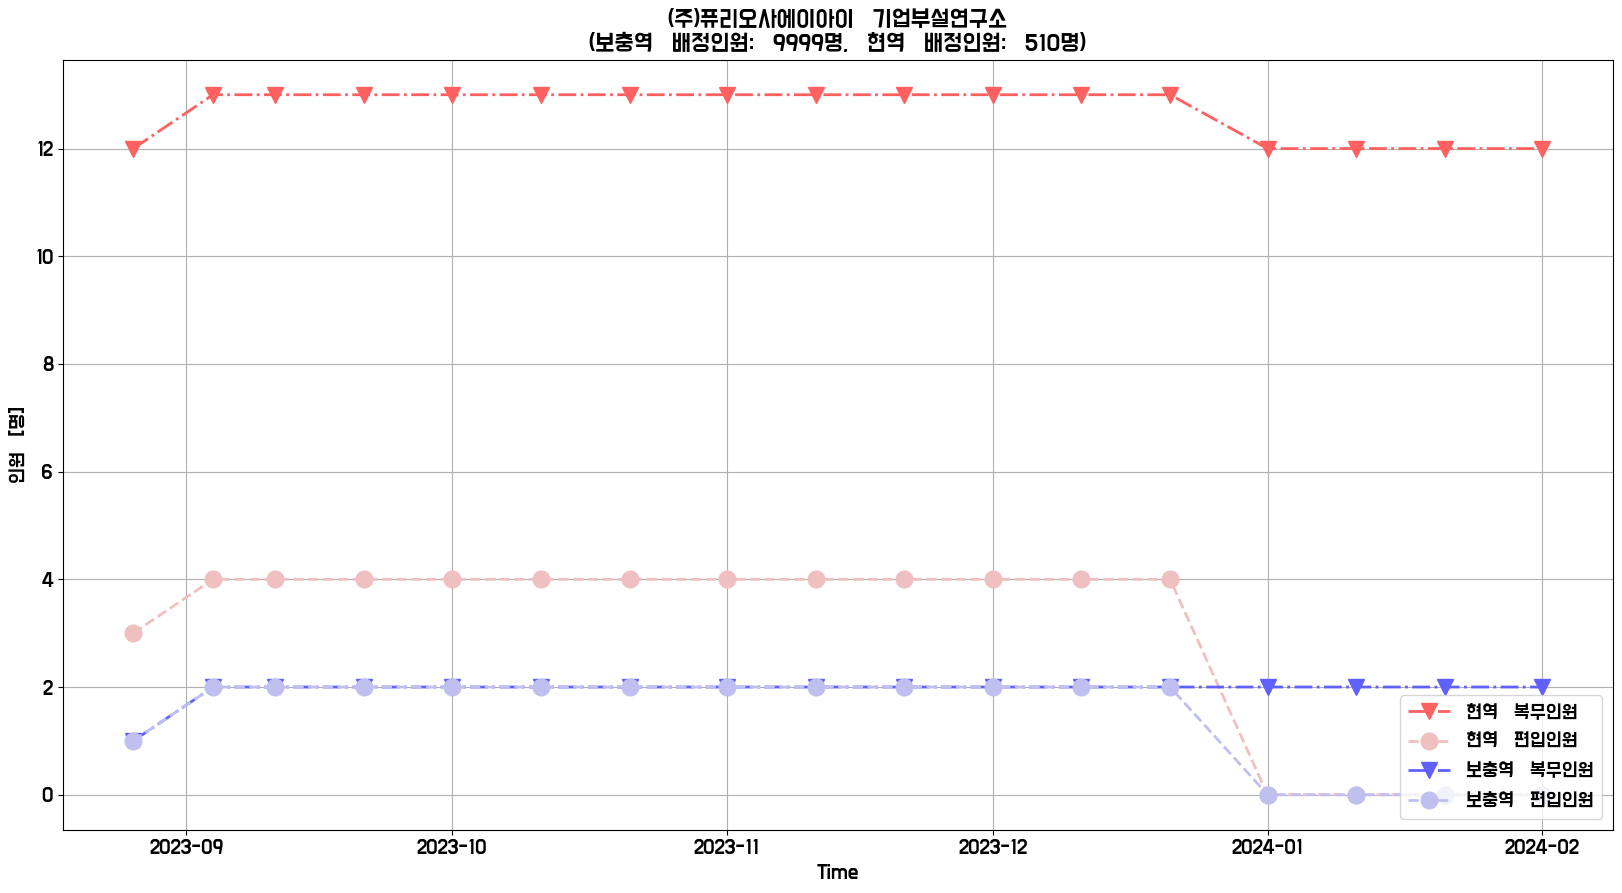 (주)퓨리오사에이아이 기업부설연구소
(보충역 배정인원: 9999명, 현역 배정인원: 510명)
12
10
8
6
4
2
0
인원 [명]
2023-09 2023-10 2023-11 2023-12 2024-01 2024-02
Time
현역 복무인원
현역 편입인원
보충역 복무인원
보충역 편입인원